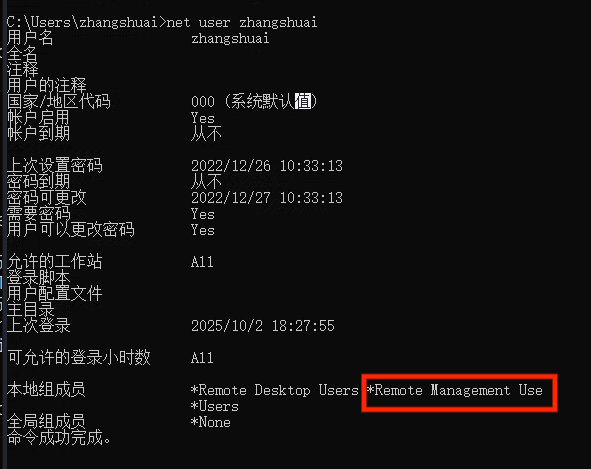 C:\Users\zhangshuai>net user zhangshuai
用户名 zhangshuai
全名
注释
用户的注释
国家/地区代码 000 (系统默认值)
帐户启用 Yes
帐户到期 从不
上次设置密码 2022/12/26 10:33:13
密码到期 从不
密码可更改 2022/12/27 10:33:13
需要密码 Yes
用户可以更改密码 Yes
允许的工作站 All
登录脚本
用户配置文件
主目录
上次登录 2025/10/2 18:27:55
可允许的登录小时数 All
本地组成员 *Remote Desktop Users *Remote Management Use
*Users
全局组成员 *None
命令成功完成。